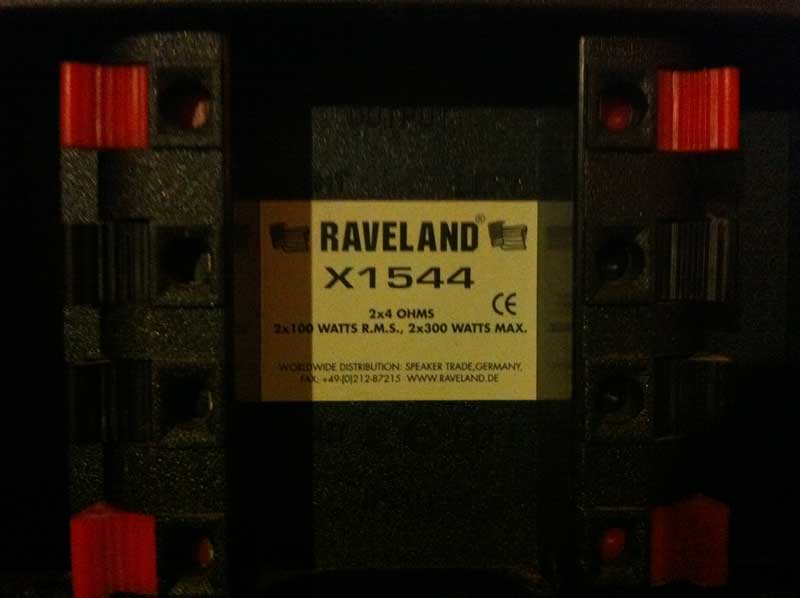 RAVELAND®
X1544
CE
2x4 OHMS
2x100 WATTS R.M.S., 2x300 WATTS MAX.
WORLDWIDE DISTRIBUTION: SPEAKER TRADE,GERMANY,
FAX: +49-(0)212-87215 WWW.RAVELAND.DE